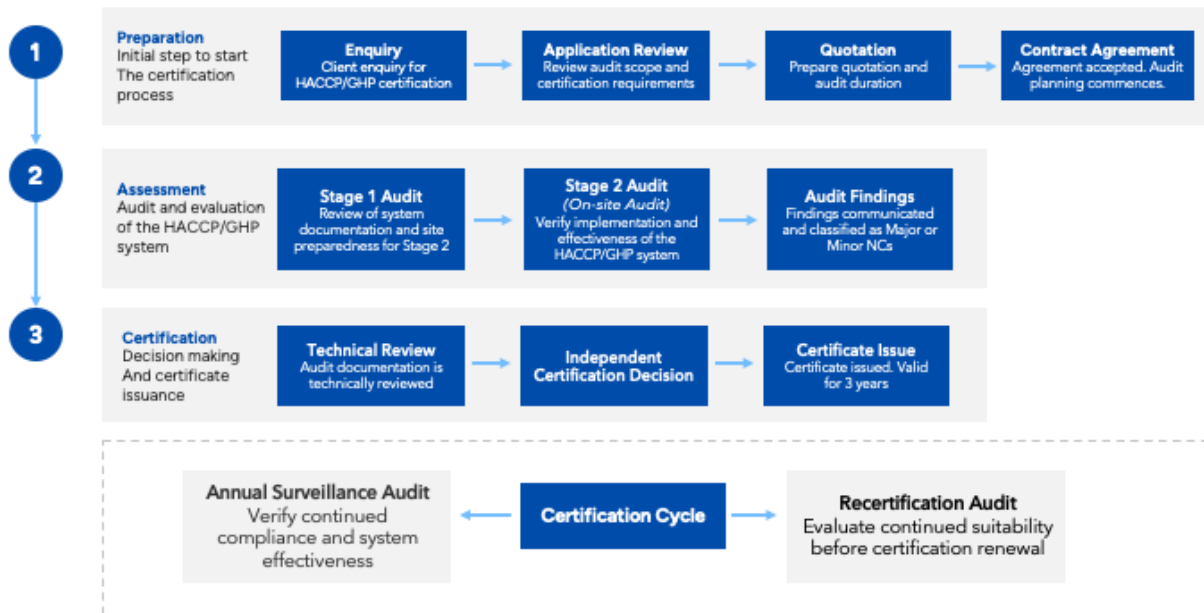 1
Preparation
Initial step to start
The certification
process
Enquiry
Client enquiry for
HACCP/GHP certification
Application Review
Review audit scope and
certification requirements
Quotation
Prepare quotation and
audit duration
Contract Agreement
Agreement accepted. Audit
planning commences.
2
Assessment
Audit and evaluation
of the HACCP/GHP
system
Stage 1 Audit
Review of system
documentation and site
preparedness for Stage 2
Stage 2 Audit
(On-site Audit)
Verify implementation and
effectiveness of the
HACCP/GHP system
Audit Findings
Findings communicated
and classified as Major or
Minor NCs
3
Certification
Decision making
And certificate
issuance
Technical Review
Audit documentation is
technically reviewed
Independent
Certification Decision
Certificate Issue
Certificate issued. Valid
for 3 years
Annual Surveillance Audit
Verify continued
compliance and system
effectiveness
Certification Cycle
Recertification Audit
Evaluate continued suitability
before certification renewal